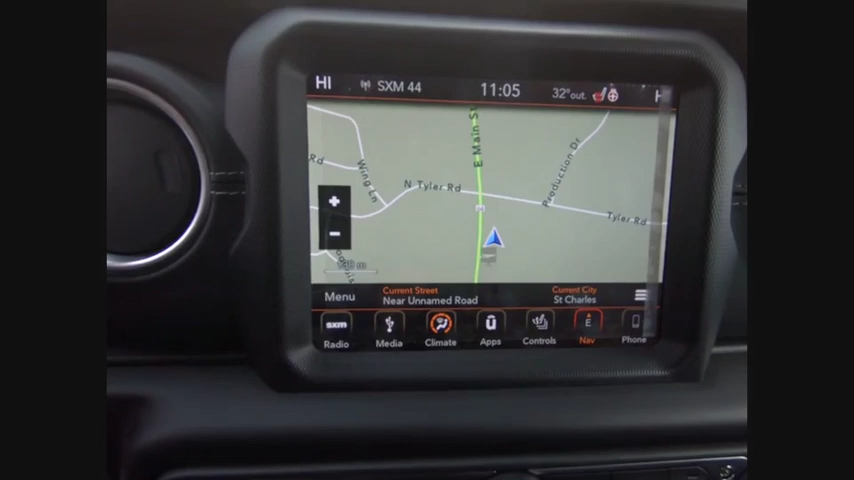 HI SXM 44 11:05 32° out. H
E Main St
Production Dr
Rd
Wing Ln
N Tyler Rd
Tyler Rd
+
−
m
Menu
Current Street
Near Unnamed Road
Current City
St Charles
sxm
ū
E
Radio Media Climate Apps Controls Nav Phone